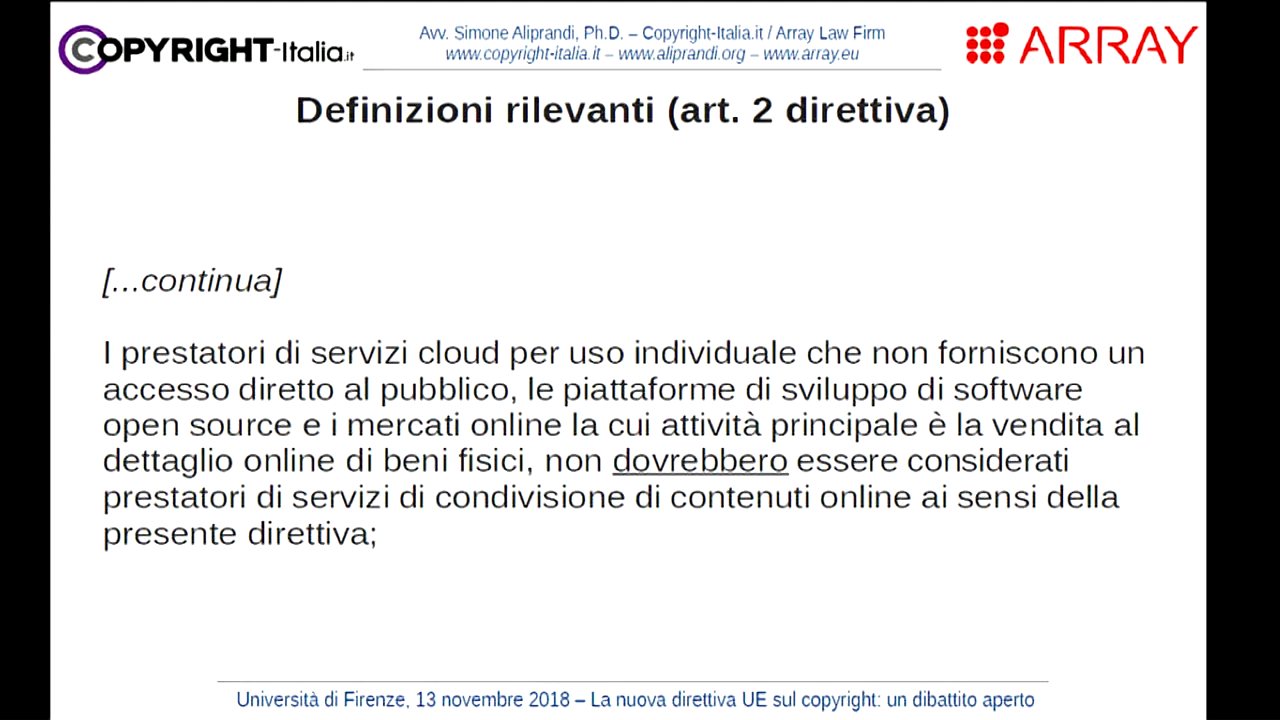 COPYRIGHT-Italia.it
Avv. Simone Aliprandi, Ph.D. – Copyright-Italia.it / Array Law Firm
www.copyright-italia.it – www.aliprandi.org – www.array.eu
ARRAY
Definizioni rilevanti (art. 2 direttiva)
[...continua]
I prestatori di servizi cloud per uso individuale che non forniscono un
accesso diretto al pubblico, le piattaforme di sviluppo di software
open source e i mercati online la cui attività principale è la vendita al
dettaglio online di beni fisici, non dovrebbero essere considerati
prestatori di servizi di condivisione di contenuti online ai sensi della
presente direttiva;
Università di Firenze, 13 novembre 2018 – La nuova direttiva UE sul copyright: un dibattito aperto